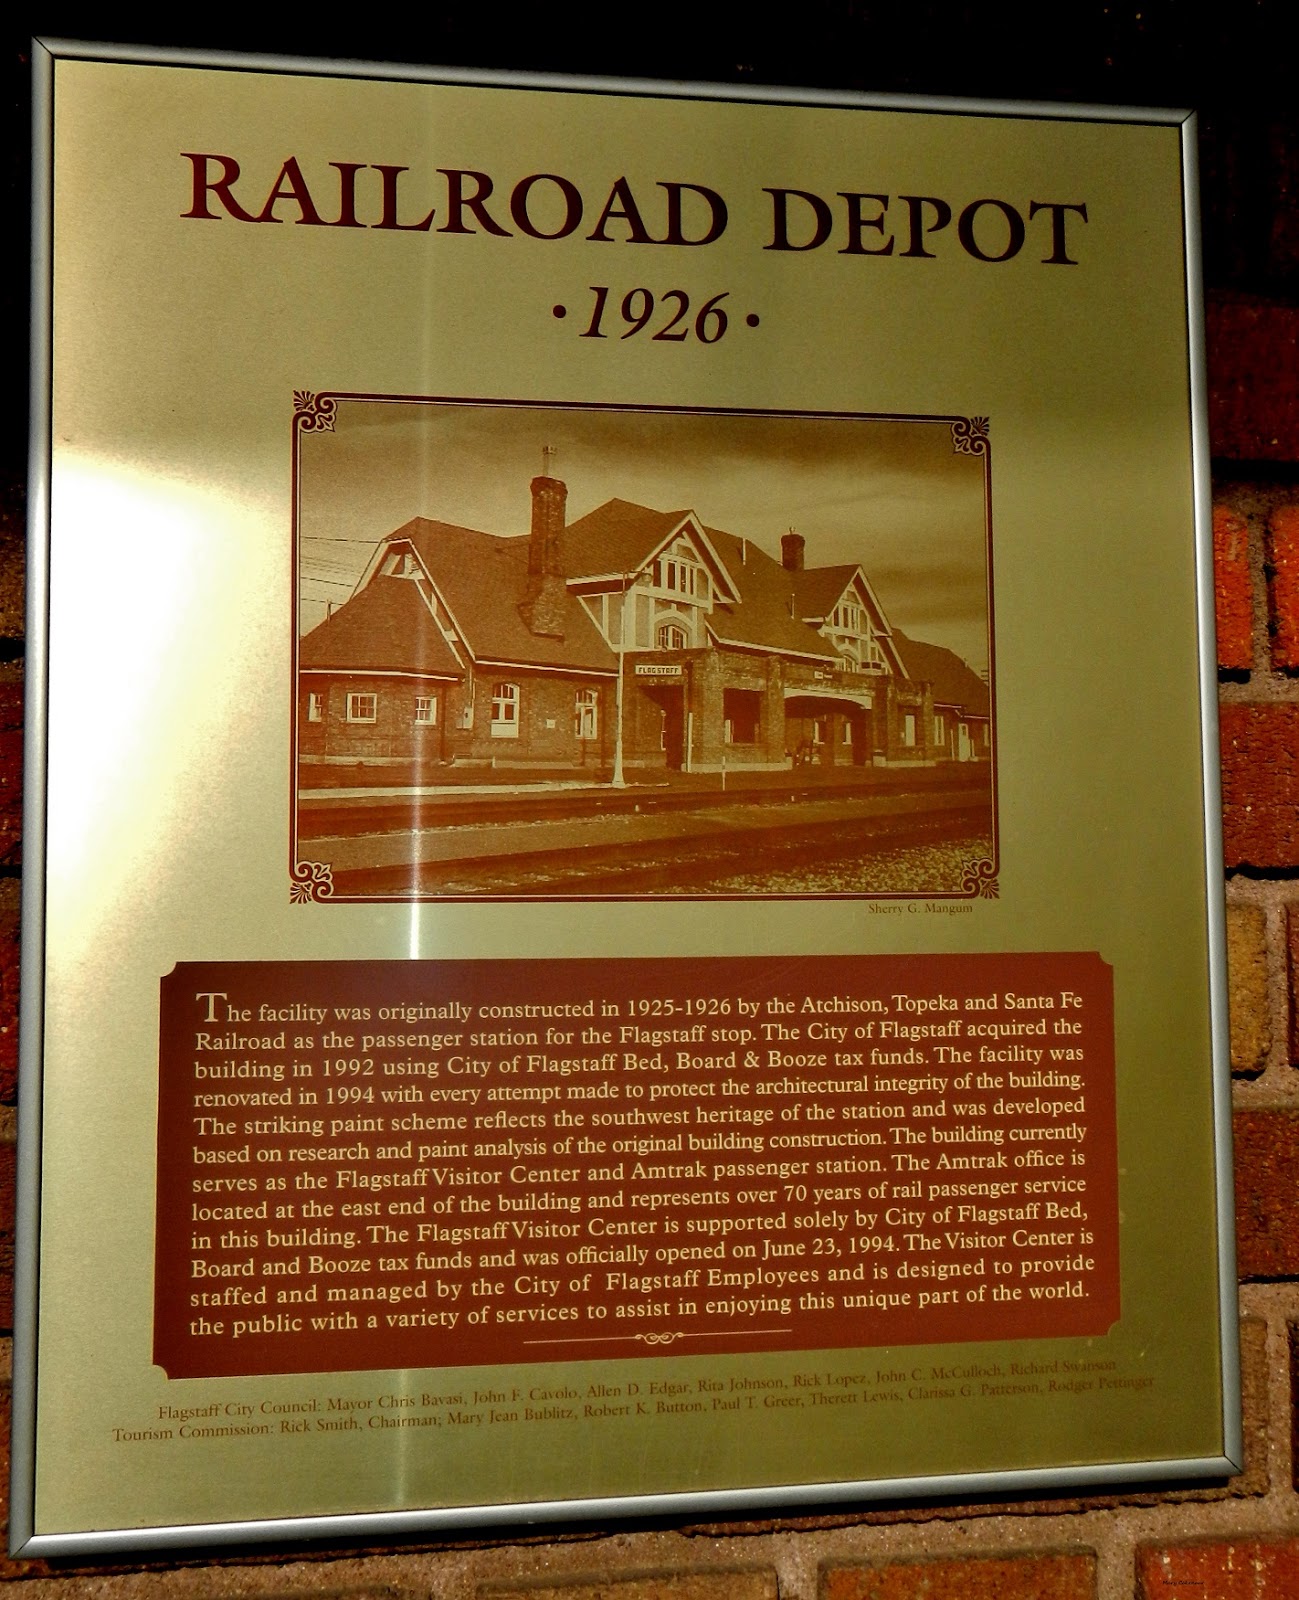 RAILROAD DEPOT
• 1926 •
FLAGSTAFF
Sherry G. Mangum
The facility was originally constructed in 1925-1926 by the Atchison, Topeka and Santa Fe
Railroad as the passenger station for the Flagstaff stop. The City of Flagstaff acquired the
building in 1992 using City of Flagstaff Bed, Board & Booze tax funds. The facility was
renovated in 1994 with every attempt made to protect the architectural integrity of the building.
The striking paint scheme reflects the southwest heritage of the station and was developed
based on research and paint analysis of the original building construction. The building currently
serves as the Flagstaff Visitor Center and Amtrak passenger station. The Amtrak office is
located at the east end of the building and represents over 70 years of rail passenger service
in this building. The Flagstaff Visitor Center is supported solely by City of Flagstaff Bed,
Board and Booze tax funds and was officially opened on June 23, 1994. The Visitor Center is
staffed and managed by the City of Flagstaff Employees and is designed to provide
the public with a variety of services to assist in enjoying this unique part of the world.
Flagstaff City Council: Mayor Chris Bavasi, John F. Cavolo, Allen D. Edgar, Rita Johnson, Rick Lopez, John C. McCulloch, Richard Swanson
Tourism Commission: Rick Smith, Chairman; Mary Jean Bublitz, Robert K. Button, Paul T. Greer, Therett Lewis, Clarissa G. Patterson, Rodger Pettinger